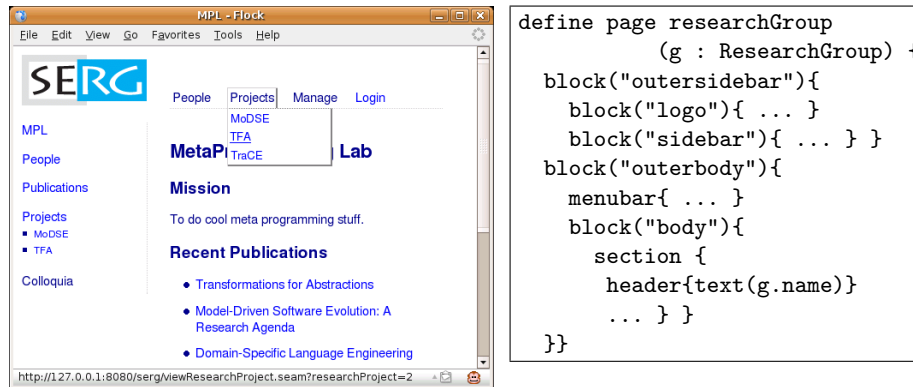 MPL - Flock
File Edit View Go Favorites Tools Help
SERG
People Projects Manage Login
MoDSE
TFA
TraCE
MPL
People
Publications
Projects
MoDSE
TFA
Colloquia
MetaP Lab
Mission
To do cool meta programming stuff.
Recent Publications
Transformations for Abstractions
Model-Driven Software Evolution: A
Research Agenda
Domain-Specific Language Engineering
http://127.0.0.1:8080/serg/viewResearchProject.seam?researchProject=2
define page researchGroup
(g : ResearchGroup) {
block("outersidebar"){
block("logo"){ ... }
block("sidebar"){ ... } }
block("outerbody"){
menubar{ ... }
block("body"){
section {
header{text(g.name)}
... } }
}}